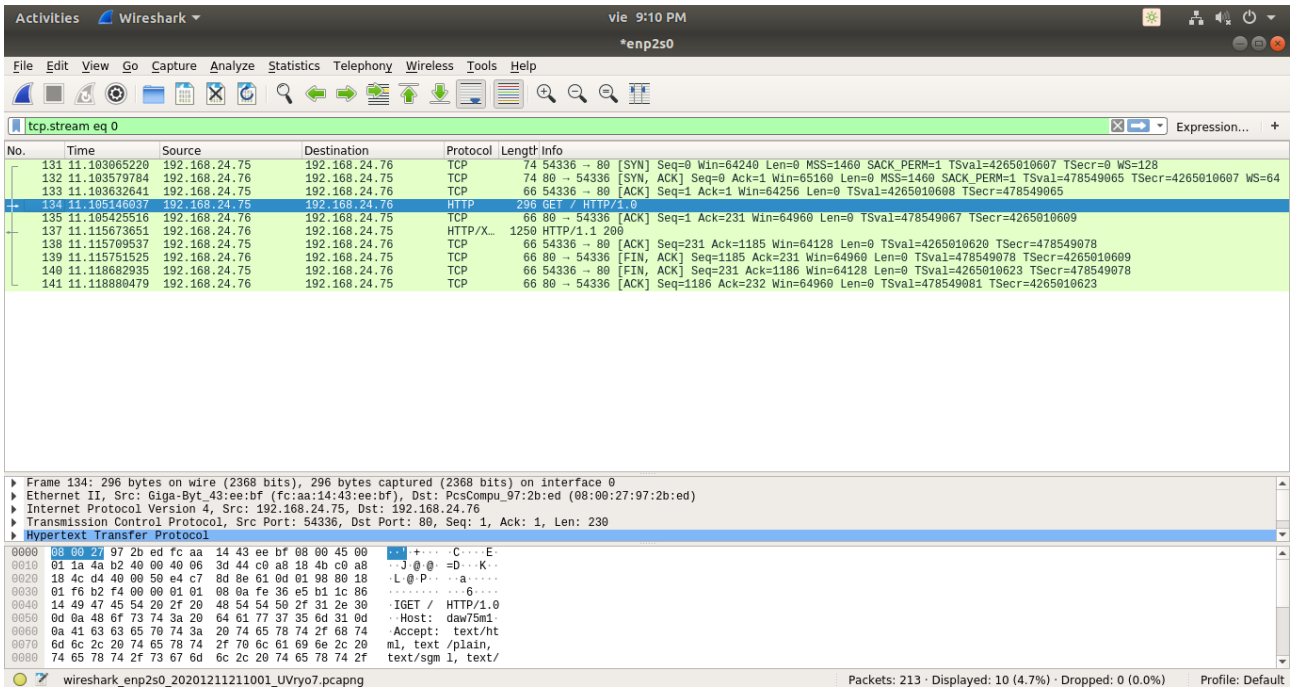 Activities Wireshark vie 9:10 PM
*enp2s0
File Edit View Go Capture Analyze Statistics Telephony Wireless Tools Help
tcp.stream eq 0 Expression... +
No. Time Source Destination Protocol Length Info
131 11.103065220 192.168.24.75 192.168.24.76 TCP 74 54336 → 80 [SYN] Seq=0 Win=64240 Len=0 MSS=1460 SACK_PERM=1 TSval=4265010607 TSecr=0 WS=128
132 11.103579784 192.168.24.76 192.168.24.75 TCP 74 80 → 54336 [SYN, ACK] Seq=0 Ack=1 Win=65160 Len=0 MSS=1460 SACK_PERM=1 TSval=478549065 TSecr=4265010607 WS=64
133 11.103632641 192.168.24.75 192.168.24.76 TCP 66 54336 → 80 [ACK] Seq=1 Ack=1 Win=64256 Len=0 TSval=4265010608 TSecr=478549065
134 11.105146037 192.168.24.75 192.168.24.76 HTTP 296 GET / HTTP/1.0
135 11.105425516 192.168.24.76 192.168.24.75 TCP 66 80 → 54336 [ACK] Seq=1 Ack=231 Win=64960 Len=0 TSval=478549067 TSecr=4265010609
137 11.115673651 192.168.24.76 192.168.24.75 HTTP/X… 1250 HTTP/1.1 200
138 11.115709537 192.168.24.75 192.168.24.76 TCP 66 54336 → 80 [ACK] Seq=231 Ack=1185 Win=64128 Len=0 TSval=4265010620 TSecr=478549078
139 11.115751525 192.168.24.76 192.168.24.75 TCP 66 80 → 54336 [FIN, ACK] Seq=1185 Ack=231 Win=64960 Len=0 TSval=478549078 TSecr=4265010609
140 11.118682935 192.168.24.75 192.168.24.76 TCP 66 54336 → 80 [FIN, ACK] Seq=231 Ack=1186 Win=64128 Len=0 TSval=4265010623 TSecr=478549078
141 11.118880479 192.168.24.76 192.168.24.75 TCP 66 80 → 54336 [ACK] Seq=1186 Ack=232 Win=64960 Len=0 TSval=478549081 TSecr=4265010623
Frame 134: 296 bytes on wire (2368 bits), 296 bytes captured (2368 bits) on interface 0
Ethernet II, Src: Giga-Byt_43:ee:bf (fc:aa:14:43:ee:bf), Dst: PcsCompu_97:2b:ed (08:00:27:97:2b:ed)
Internet Protocol Version 4, Src: 192.168.24.75, Dst: 192.168.24.76
Transmission Control Protocol, Src Port: 54336, Dst Port: 80, Seq: 1, Ack: 1, Len: 230
Hypertext Transfer Protocol
0000 08 00 27 97 2b ed fc aa 14 43 ee bf 08 00 45 00 ··'·+··· ·C····E·
0010 01 1a 4a b2 40 00 40 06 3d 44 c0 a8 18 4b c0 a8 ··J·@·@· =D···K··
0020 18 4c d4 40 00 50 e4 c7 8d 8e 61 0d 01 98 80 18 ·L·@·P·· ··a·····
0030 01 f6 b2 f4 00 00 01 01 08 0a fe 36 e5 b1 1c 86 ········ ···6····
0040 14 49 47 45 54 20 2f 20 48 54 54 50 2f 31 2e 30 ·IGET / HTTP/1.0
0050 0d 0a 48 6f 73 74 3a 20 64 61 77 37 35 6d 31 0d ··Host: daw75m1·
0060 0a 41 63 63 65 70 74 3a 20 74 65 78 74 2f 68 74 ·Accept: text/ht
0070 6d 6c 2c 20 74 65 78 74 2f 70 6c 61 69 6e 2c 20 ml, text /plain,
0080 74 65 78 74 2f 73 67 6d 6c 2c 20 74 65 78 74 2f text/sgm l, text/
wireshark_enp2s0_20201211211001_UVryo7.pcapng Packets: 213 · Displayed: 10 (4.7%) · Dropped: 0 (0.0%) Profile: Default